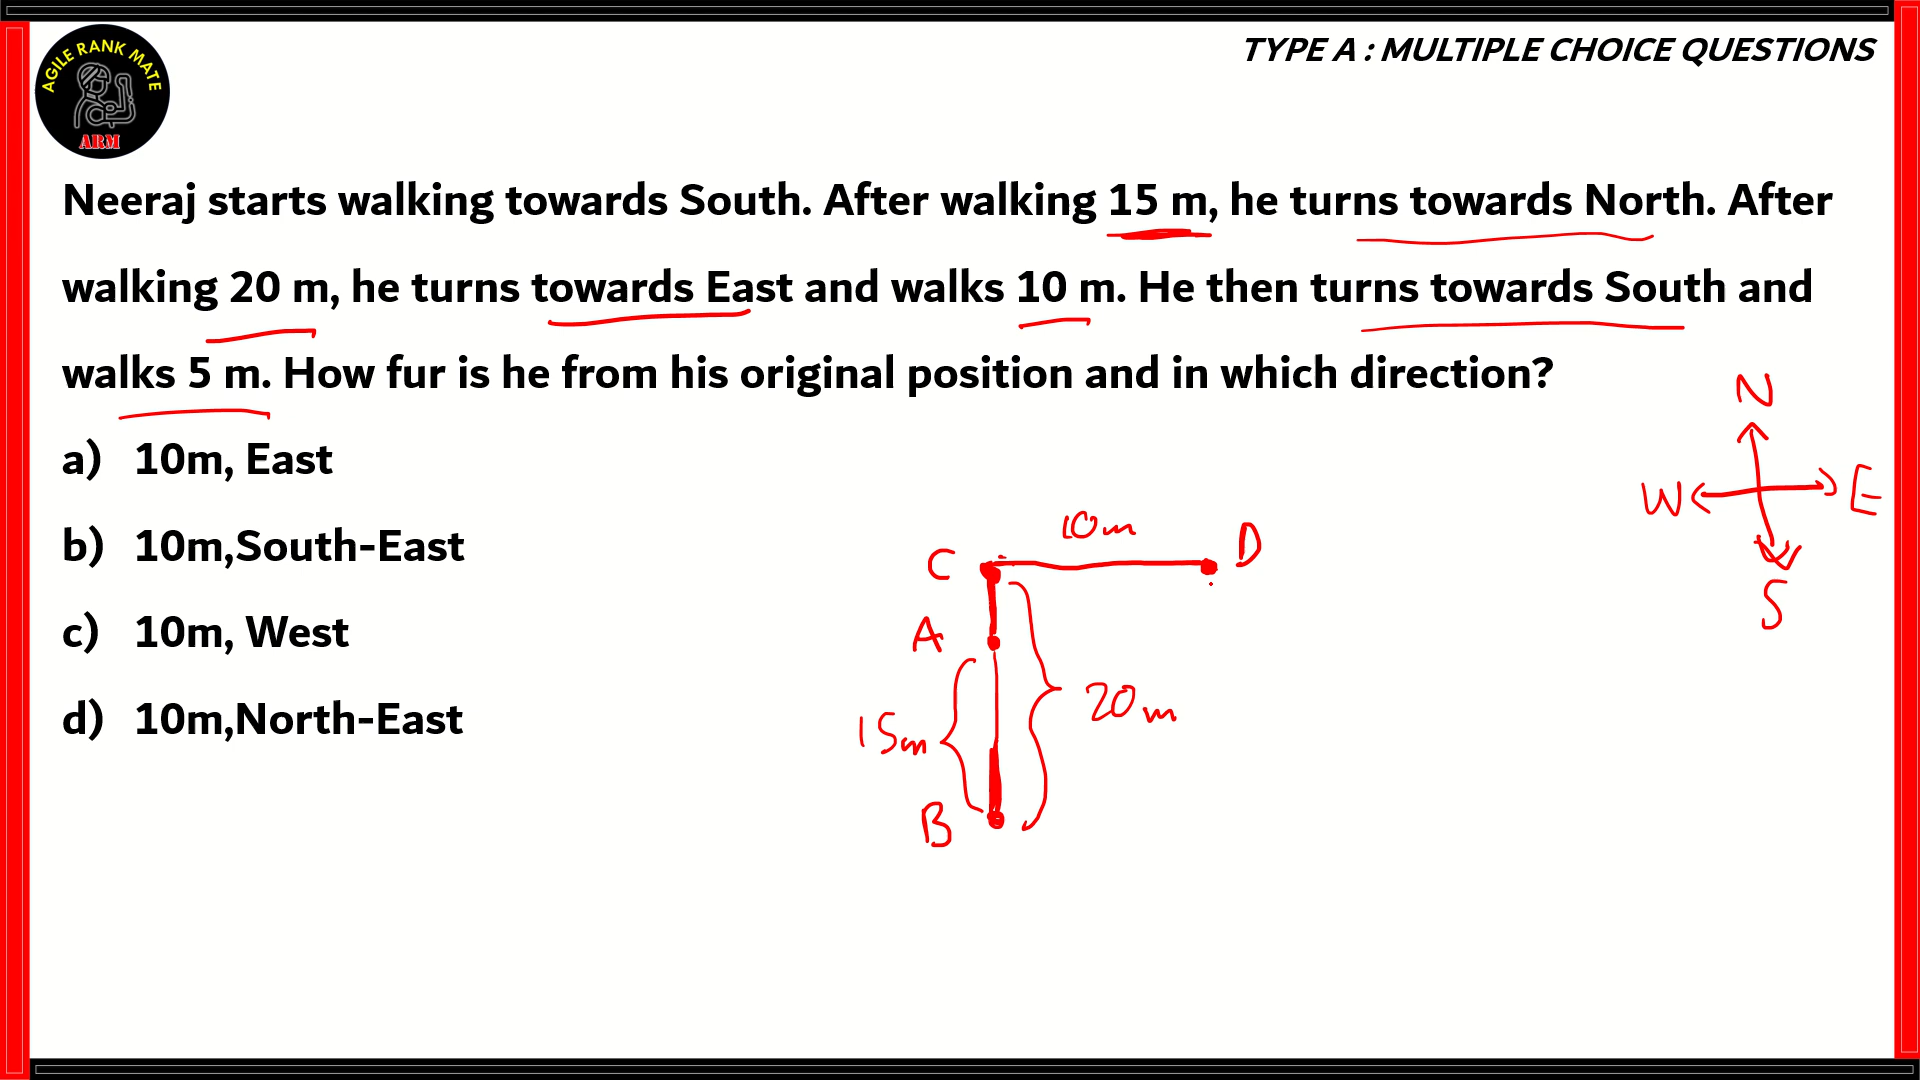 AGILE RANK MATE
ARM
TYPE A : MULTIPLE CHOICE QUESTIONS
Neeraj starts walking towards South. After walking 15 m, he turns towards North. After
walking 20 m, he turns towards East and walks 10 m. He then turns towards South and
walks 5 m. How fur is he from his original position and in which direction?
a) 10m, East
b) 10m,South-East
c) 10m, West
d) 10m,North-East
N
W E
S
10m
C D
A
15m 20m
B